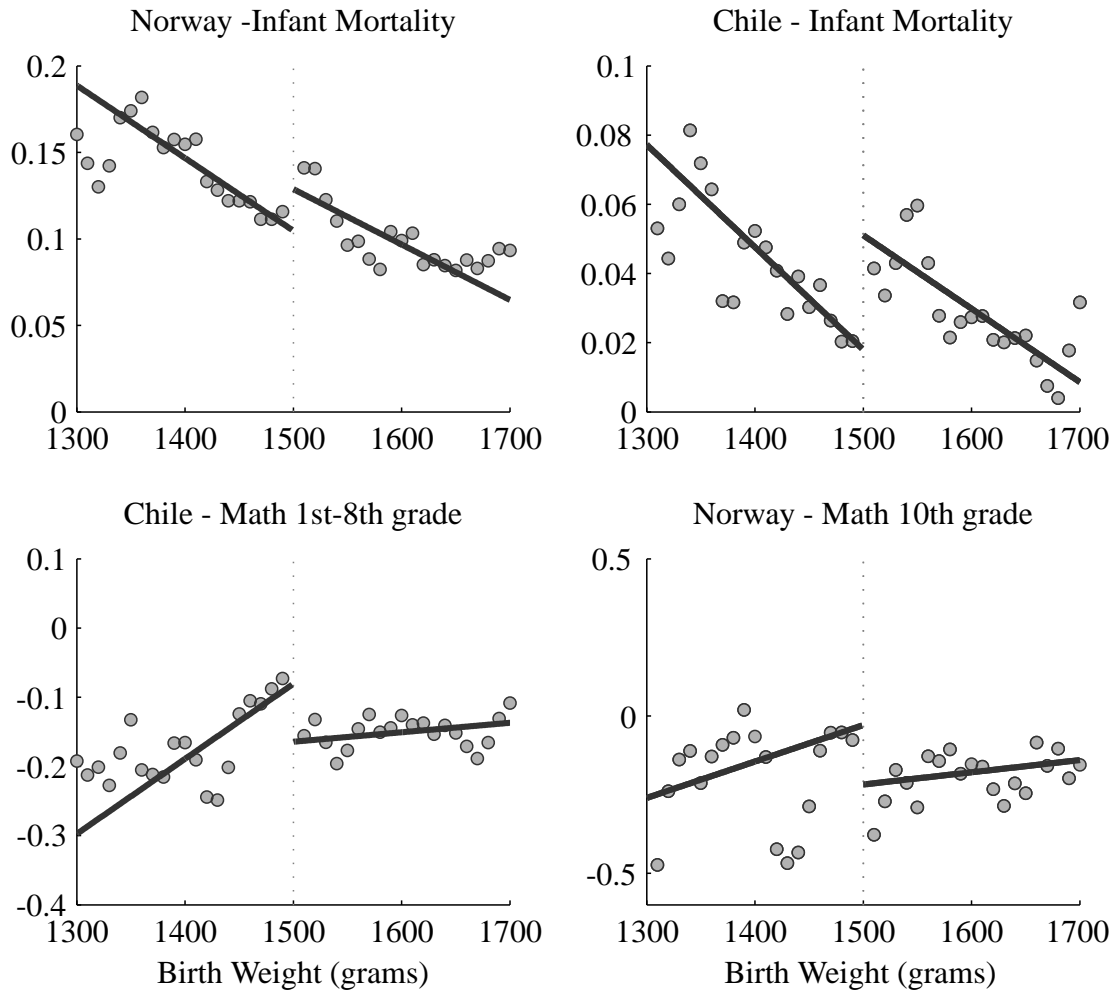 Norway -Infant Mortality
0.2
0.15
0.1
0.05
0
1300 1400 1500 1600 1700
Chile - Infant Mortality
0.1
0.08
0.06
0.04
0.02
0
1300 1400 1500 1600 1700
Chile - Math 1st-8th grade
0.1
0
-0.1
-0.2
-0.3
-0.4
1300 1400 1500 1600 1700
Birth Weight (grams)
Norway - Math 10th grade
0.5
0
-0.5
1300 1400 1500 1600 1700
Birth Weight (grams)